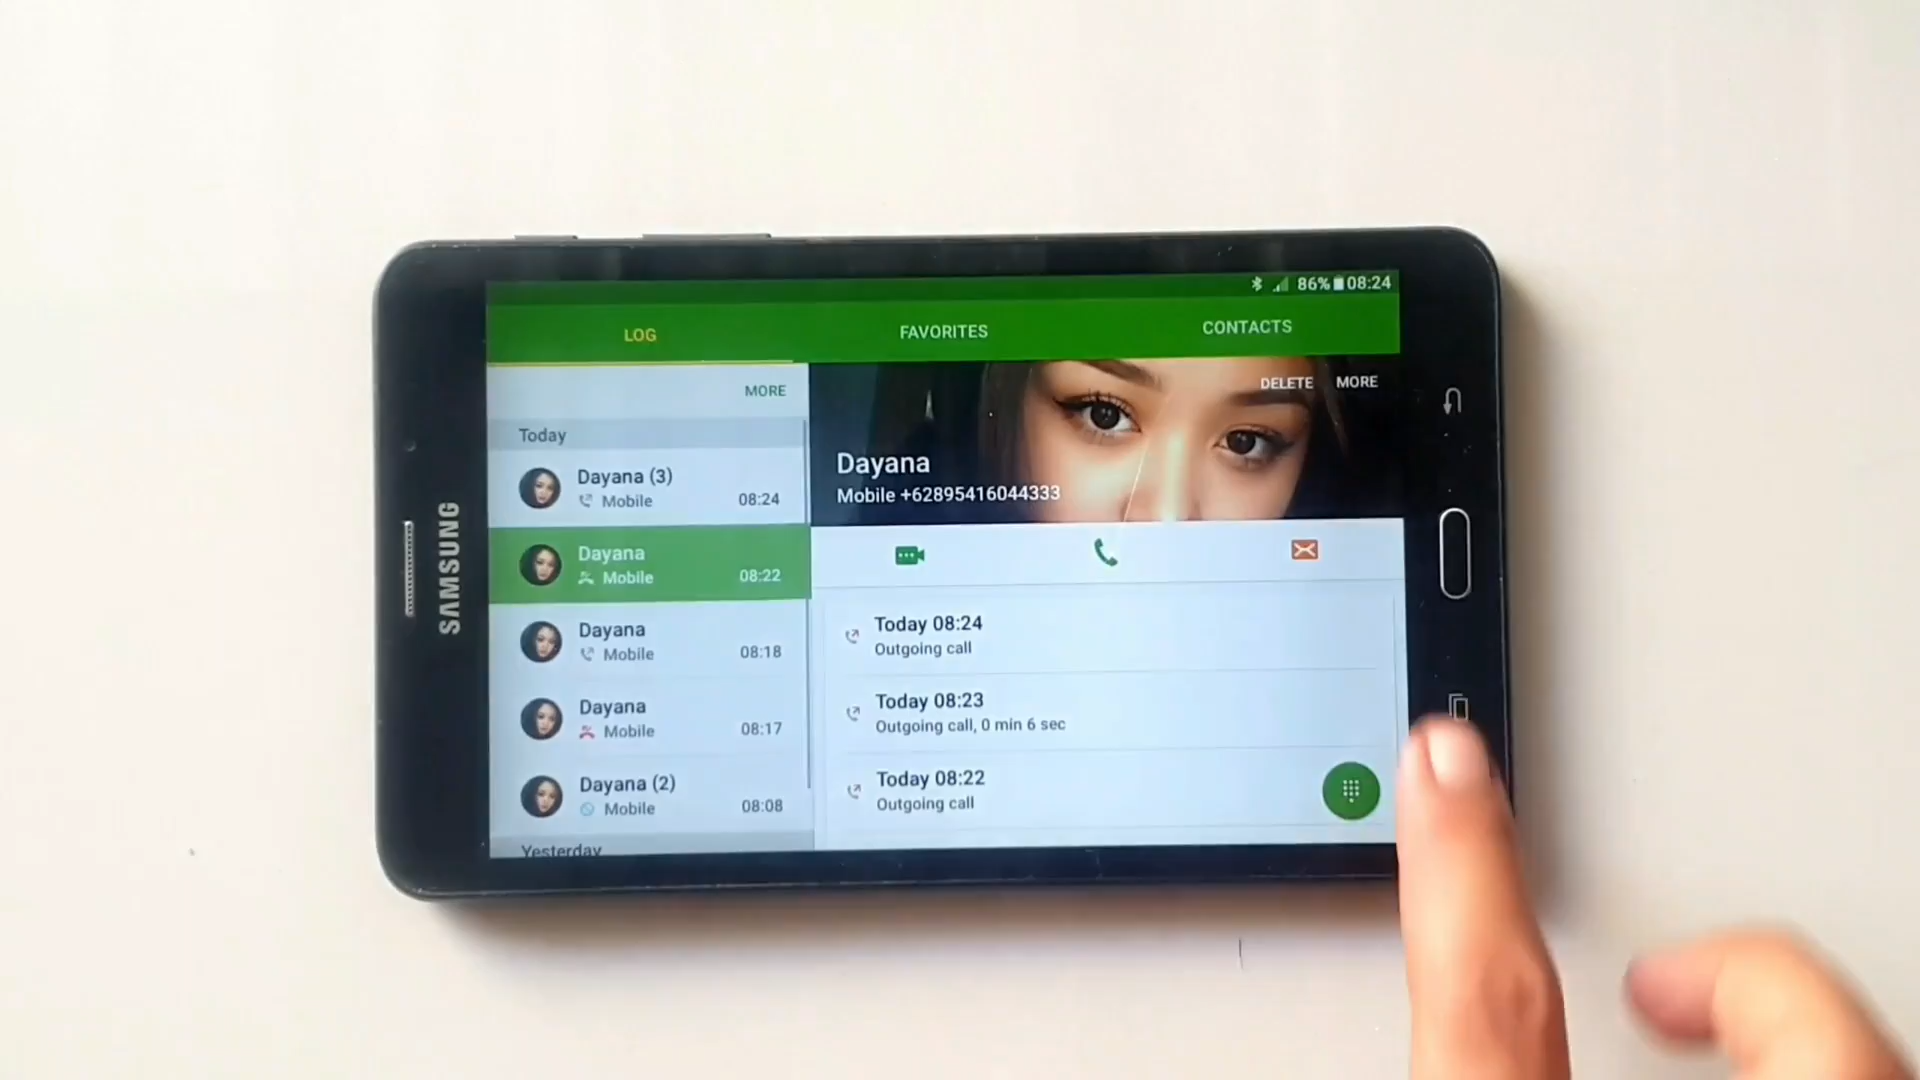 SAMSUNG
86% 08:24
LOG
FAVORITES
CONTACTS
MORE
Today
Dayana (3)
Mobile
08:24
Dayana
Mobile
08:22
Dayana
Mobile
08:18
Dayana
Mobile
08:17
Dayana (2)
Mobile
08:08
Yesterday
DELETE
MORE
Dayana
Mobile +62895416044333
Today 08:24
Outgoing call
Today 08:23
Outgoing call, 0 min 6 sec
Today 08:22
Outgoing call